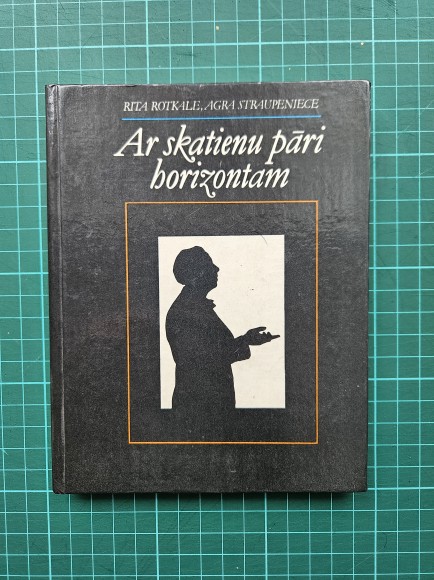 RITA ROTKALE, AGRA STRAUPENIECE
Ar skatienu pāri
horizontam